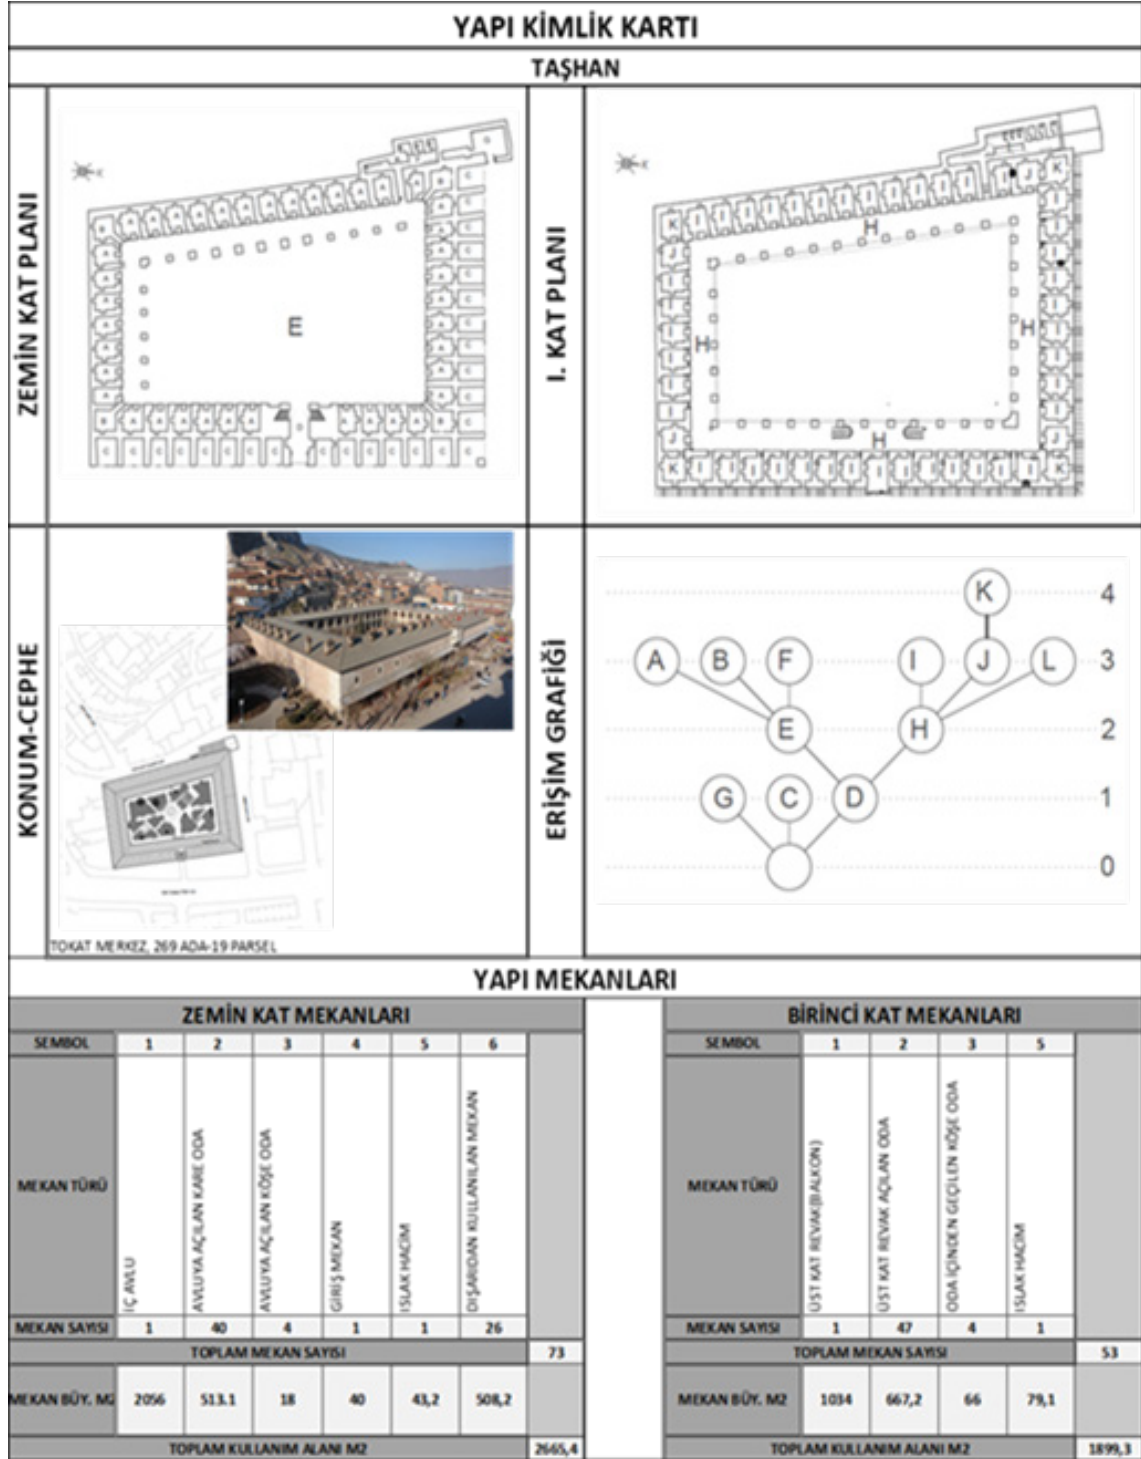 YAPI KİMLİK KARTI
TAŞHAN
ZEMİN KAT PLANI
E
I. KAT PLANI
H
H
H
H
KONUM-CEPHE
TOKAT MERKEZ, 269 ADA-19 PARSEL
ERİŞİM GRAFİĞİ
K 4
A B F I J L 3
E H 2
G C D 1
0
YAPI MEKANLARI
ZEMİN KAT MEKANLARI
SEMBOL 1 2 3 4 5 6
MEKAN TÜRÜ
İÇ AVLU
AVLUYA AÇILAN KARE ODA
AVLUYA AÇILAN KÖŞE ODA
GİRİŞ MEKAN
ISLAK HACİM
DIŞARIDAN KULLANILAN MEKAN
MEKAN SAYISI 1 40 4 1 1 26
TOPLAM MEKAN SAYISI 73
MEKAN BÜY. M2 2056 513.1 18 40 43,2 508,2
TOPLAM KULLANIM ALANI M2 2665,4
BİRİNCİ KAT MEKANLARI
SEMBOL 1 2 3 5
MEKAN TÜRÜ
ÜST KAT REVAK(BALKON)
ÜST KAT REVAK AÇILAN ODA
ODA İÇİNDEN GEÇİLEN KÖŞE ODA
ISLAK HACİM
MEKAN SAYISI 1 47 4 1
TOPLAM MEKAN SAYISI 53
MEKAN BÜY. M2 1034 667,2 66 79,1
TOPLAM KULLANIM ALANI M2 1899,3